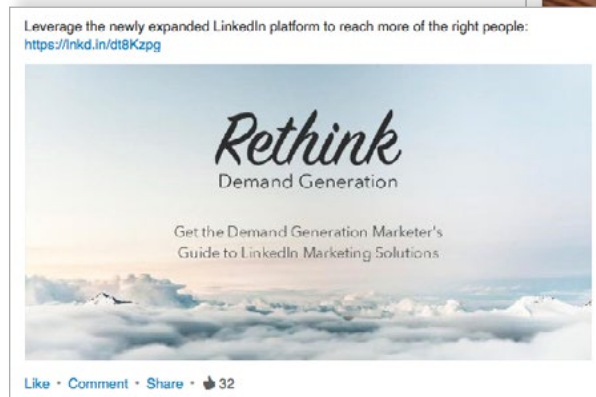 Leverage the newly expanded LinkedIn platform to reach more of the right people:
https://lnkd.in/dt8Kzpg
Rethink
Demand Generation
Get the Demand Generation Marketer's
Guide to LinkedIn Marketing Solutions
Like • Comment • Share • 32